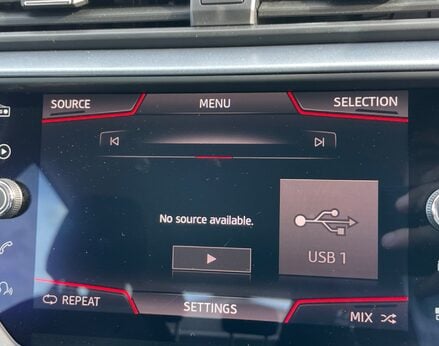 SOURCE
MENU
SELECTION
No source available.
USB 1
REPEAT
SETTINGS
MIX